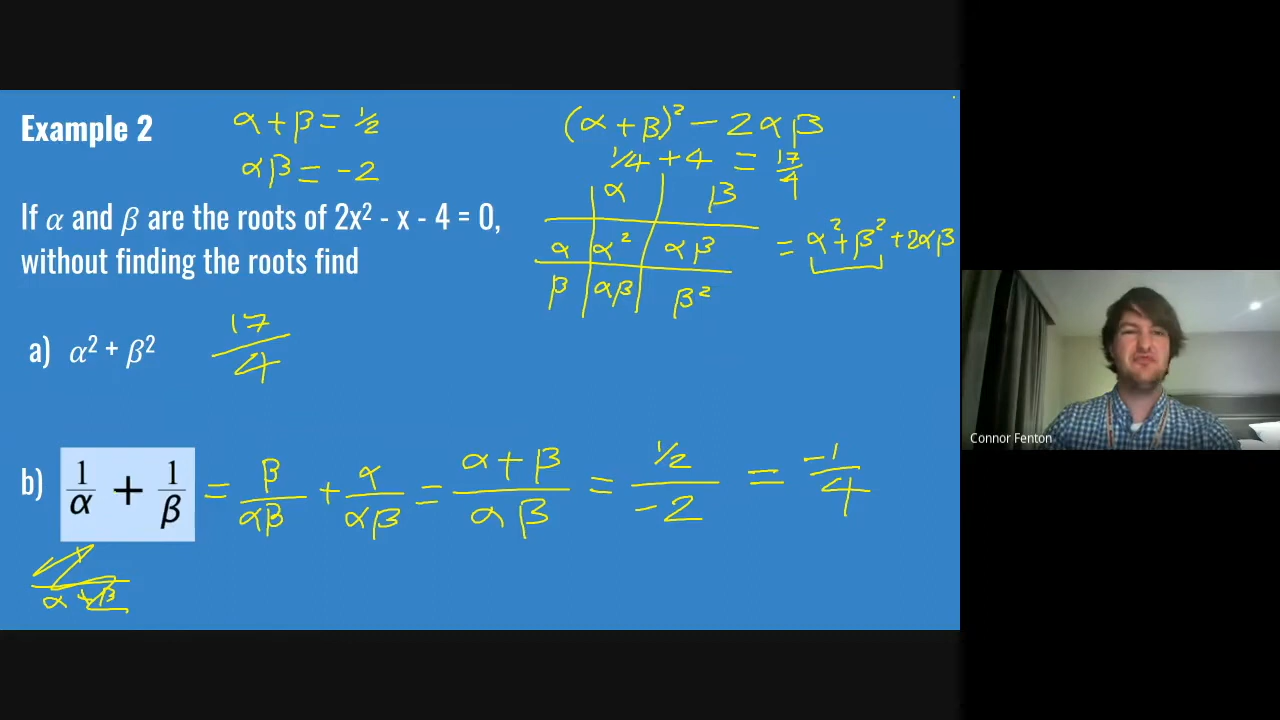 Example 2
α + β = 1/2
αβ = -2
(α + β)² - 2αβ
1/4 + 4 = 17/4
If α and β are the roots of 2x² - x - 4 = 0,
without finding the roots find
α β
α α² αβ
β αβ β²
= α² + β² + 2αβ
a) α² + β² 17/4
b) 1/α + 1/β = β/αβ + α/αβ = α + β/αβ = 1/2/-2 = -1/4
α + β
Connor Fenton